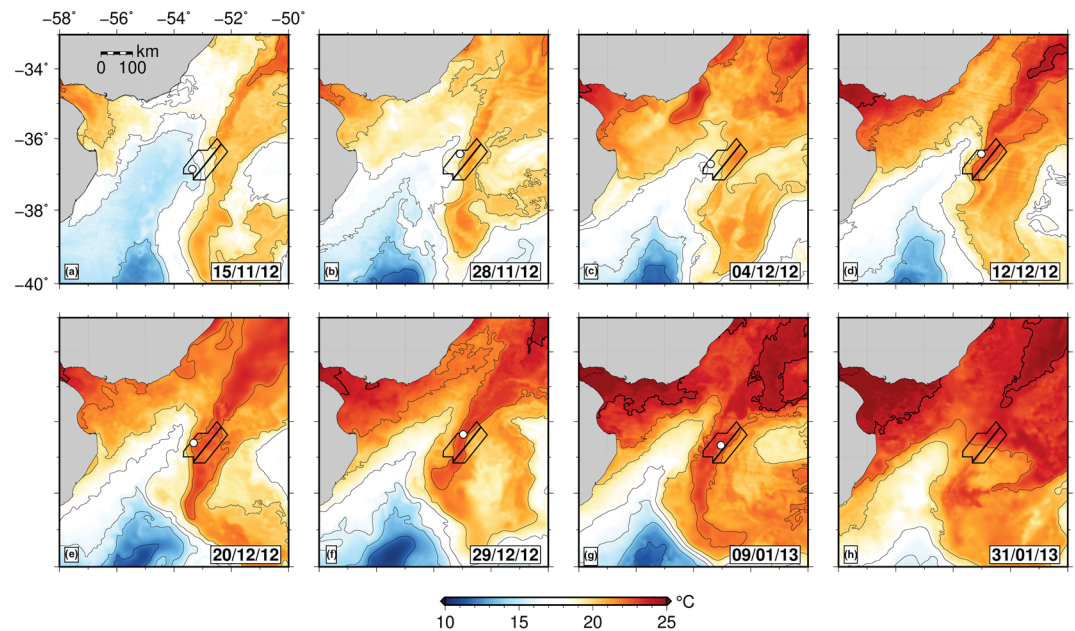 −58˚ −56˚ −54˚ −52˚ −50˚
km
0 100
−34˚
−36˚
−38˚
−40˚
(a) 15/11/12
(b) 28/11/12
(c) 04/12/12
(d) 12/12/12
(e) 20/12/12
(f) 29/12/12
(g) 09/01/13
(h) 31/01/13
°C
10 15 20 25